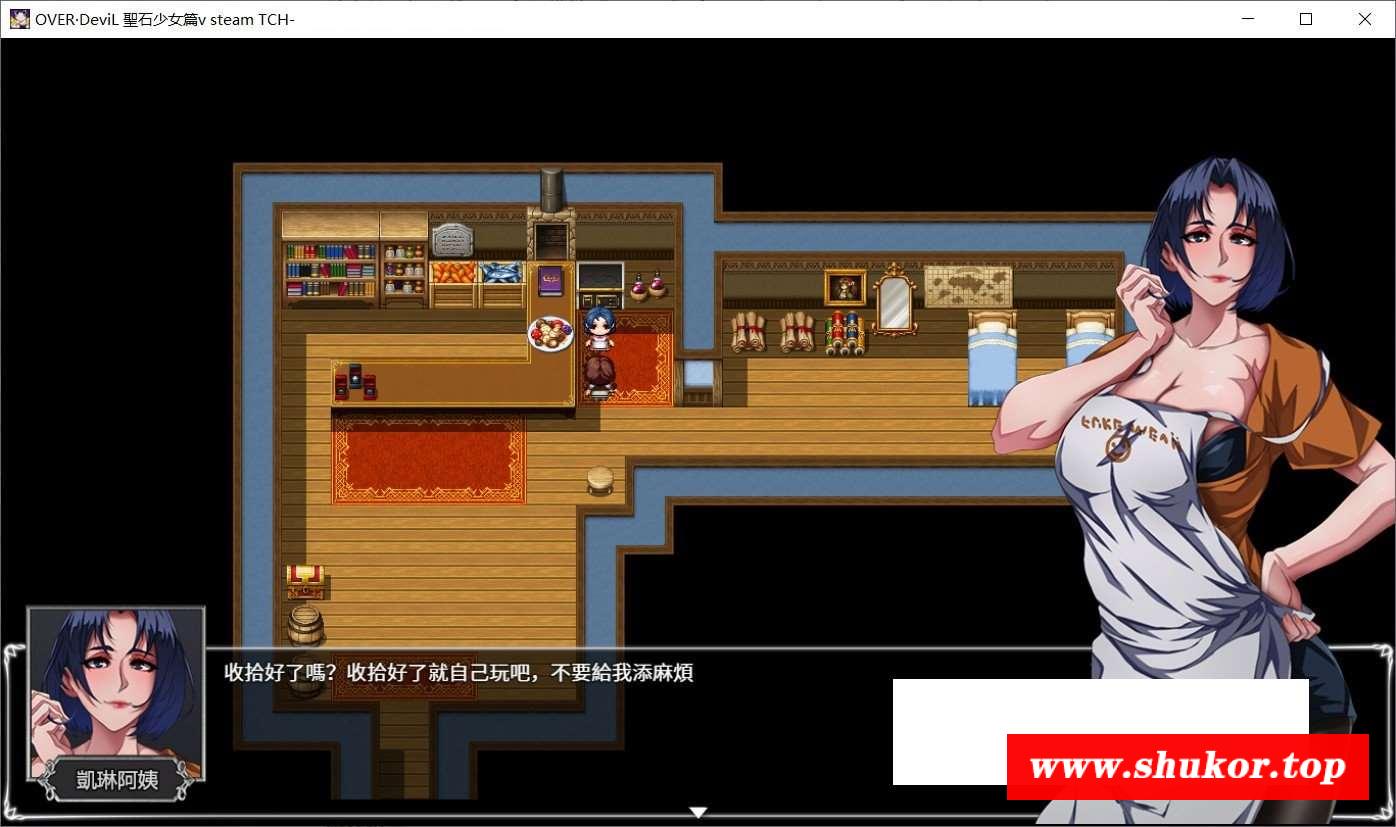 OVER·DeviL 聖石少女篇v steam TCH-
收拾好了嗎？收拾好了就自己玩吧，不要給我添麻煩
凱琳阿姨
www.shukor.top